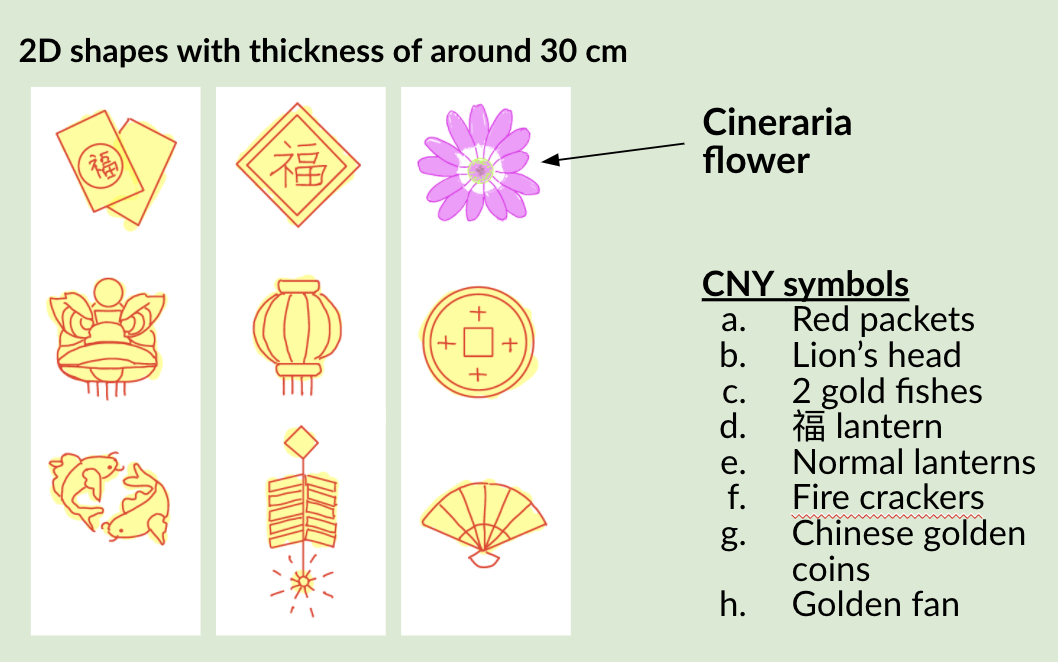 2D shapes with thickness of around 30 cm
福
福
Cineraria
flower
CNY symbols
a. Red packets
b. Lion's head
c. 2 gold fishes
d. 福 lantern
e. Normal lanterns
f. Fire crackers
g. Chinese golden
coins
h. Golden fan